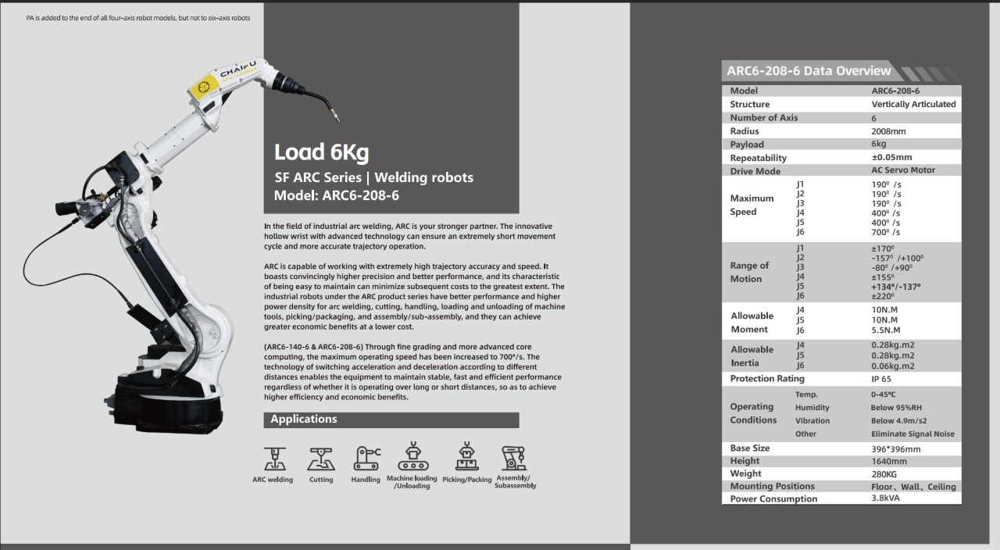 PA is added to the end of all four-axis robot models, but not to six-axis robots
CHAIFU
Load 6Kg
SF ARC Series | Welding robots
Model: ARC6-208-6
In the field of industrial arc welding, ARC is your stronger partner. The innovative
hollow wrist with advanced technology can ensure an extremely short movement
cycle and more accurate trajectory operation.
ARC is capable of working with extremely high trajectory accuracy and speed. It
boasts convincingly higher precision and better performance, and its characteristic
of being easy to maintain can minimize subsequent costs to the greatest extent. The
industrial robots under the ARC product series have better performance and higher
power density for arc welding, cutting, handling, loading and unloading of machine
tools, picking/packaging, and assembly/sub-assembly, and they can achieve
greater economic benefits at a lower cost.
(ARC6-140-6 & ARC6-208-6) Through fine grading and more advanced core
computing, the maximum operating speed has been increased to 700°/s. The
technology of switching acceleration and deceleration according to different
distances enables the equipment to maintain stable, fast and efficient performance
regardless of whether it is operating over long or short distances, so as to achieve
higher efficiency and economic benefits.
Applications
ARC welding
Cutting
Handling
Machine loading
/Unloading
Picking/Packing
Assembly/
Subassembly
ARC6-208-6 Data Overview
Model ARC6-208-6
Structure Vertically Articulated
Number of Axis 6
Radius 2008mm
Payload 6kg
Repeatability ±0.05mm
Drive Mode AC Servo Motor
Maximum Speed
J1 190⁰ /s
J2 190⁰ /s
J3 190⁰ /s
J4 400⁰ /s
J5 400⁰ /s
J6 700⁰ /s
Range of Motion
J1 ±170⁰
J2 -157⁰ /+100⁰
J3 -80⁰ /+90⁰
J4 ±155⁰
J5 +134°/-137°
J6 ±220⁰
Allowable Moment
J4 10N.M
J5 10N.M
J6 5.5N.M
Allowable Inertia
J4 0.28kg.m2
J5 0.28kg.m2
J6 0.06kg.m2
Protection Rating IP 65
Operating Conditions
Temp. 0-45℃
Humidity Below 95%RH
Vibration Below 4.9m/s2
Other Eliminate Signal Noise
Base Size 396*396mm
Height 1640mm
Weight 280KG
Mounting Positions Floor、Wall、Ceiling
Power Consumption 3.8kVA